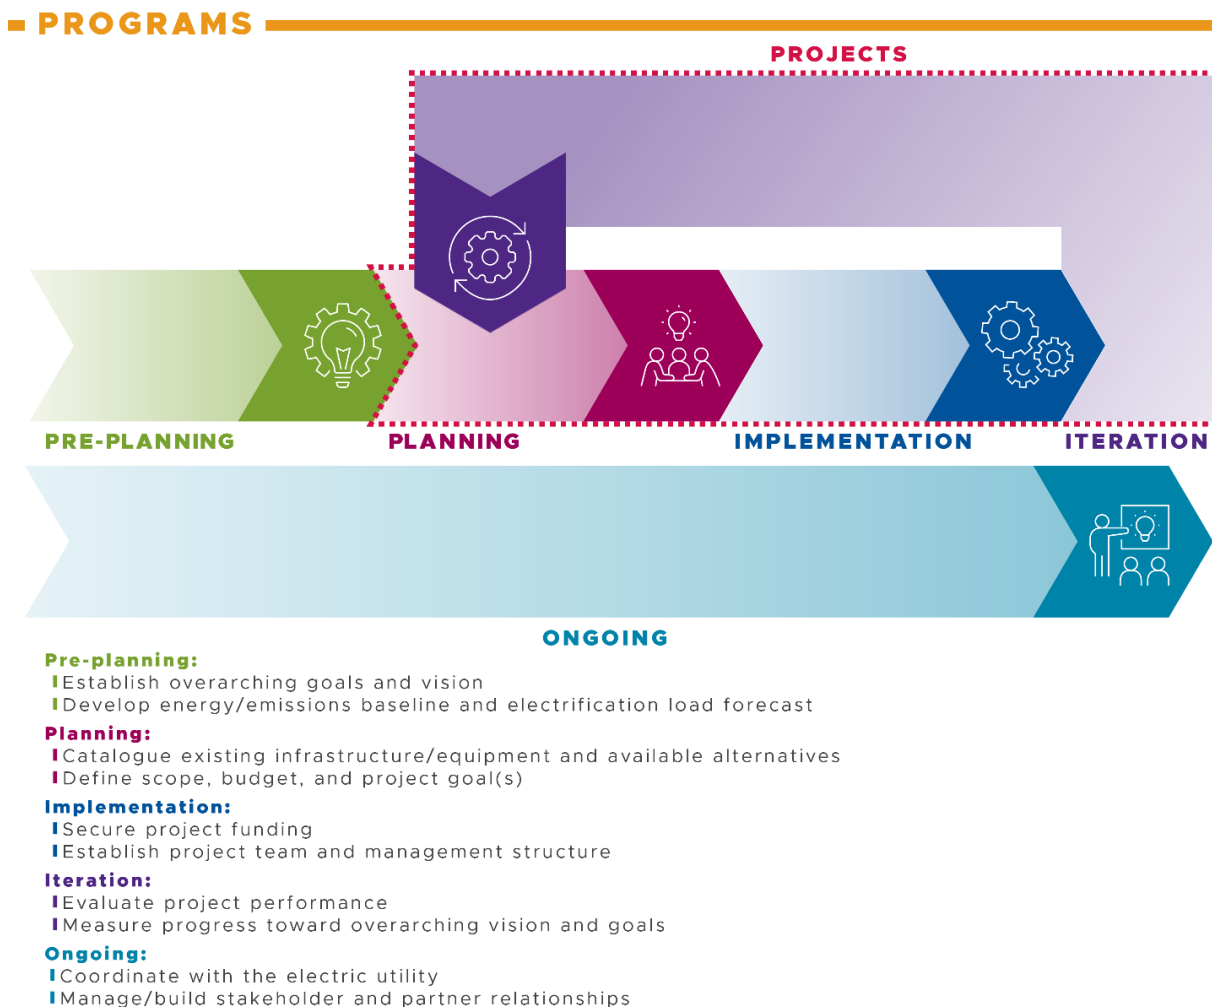 PROGRAMS
PROJECTS
PRE-PLANNING
PLANNING
IMPLEMENTATION
ITERATION
ONGOING
Pre-planning:
Establish overarching goals and vision
Develop energy/emissions baseline and electrification load forecast
Planning:
Catalogue existing infrastructure/equipment and available alternatives
Define scope, budget, and project goal(s)
Implementation:
Secure project funding
Establish project team and management structure
Iteration:
Evaluate project performance
Measure progress toward overarching vision and goals
Ongoing:
Coordinate with the electric utility
Manage/build stakeholder and partner relationships